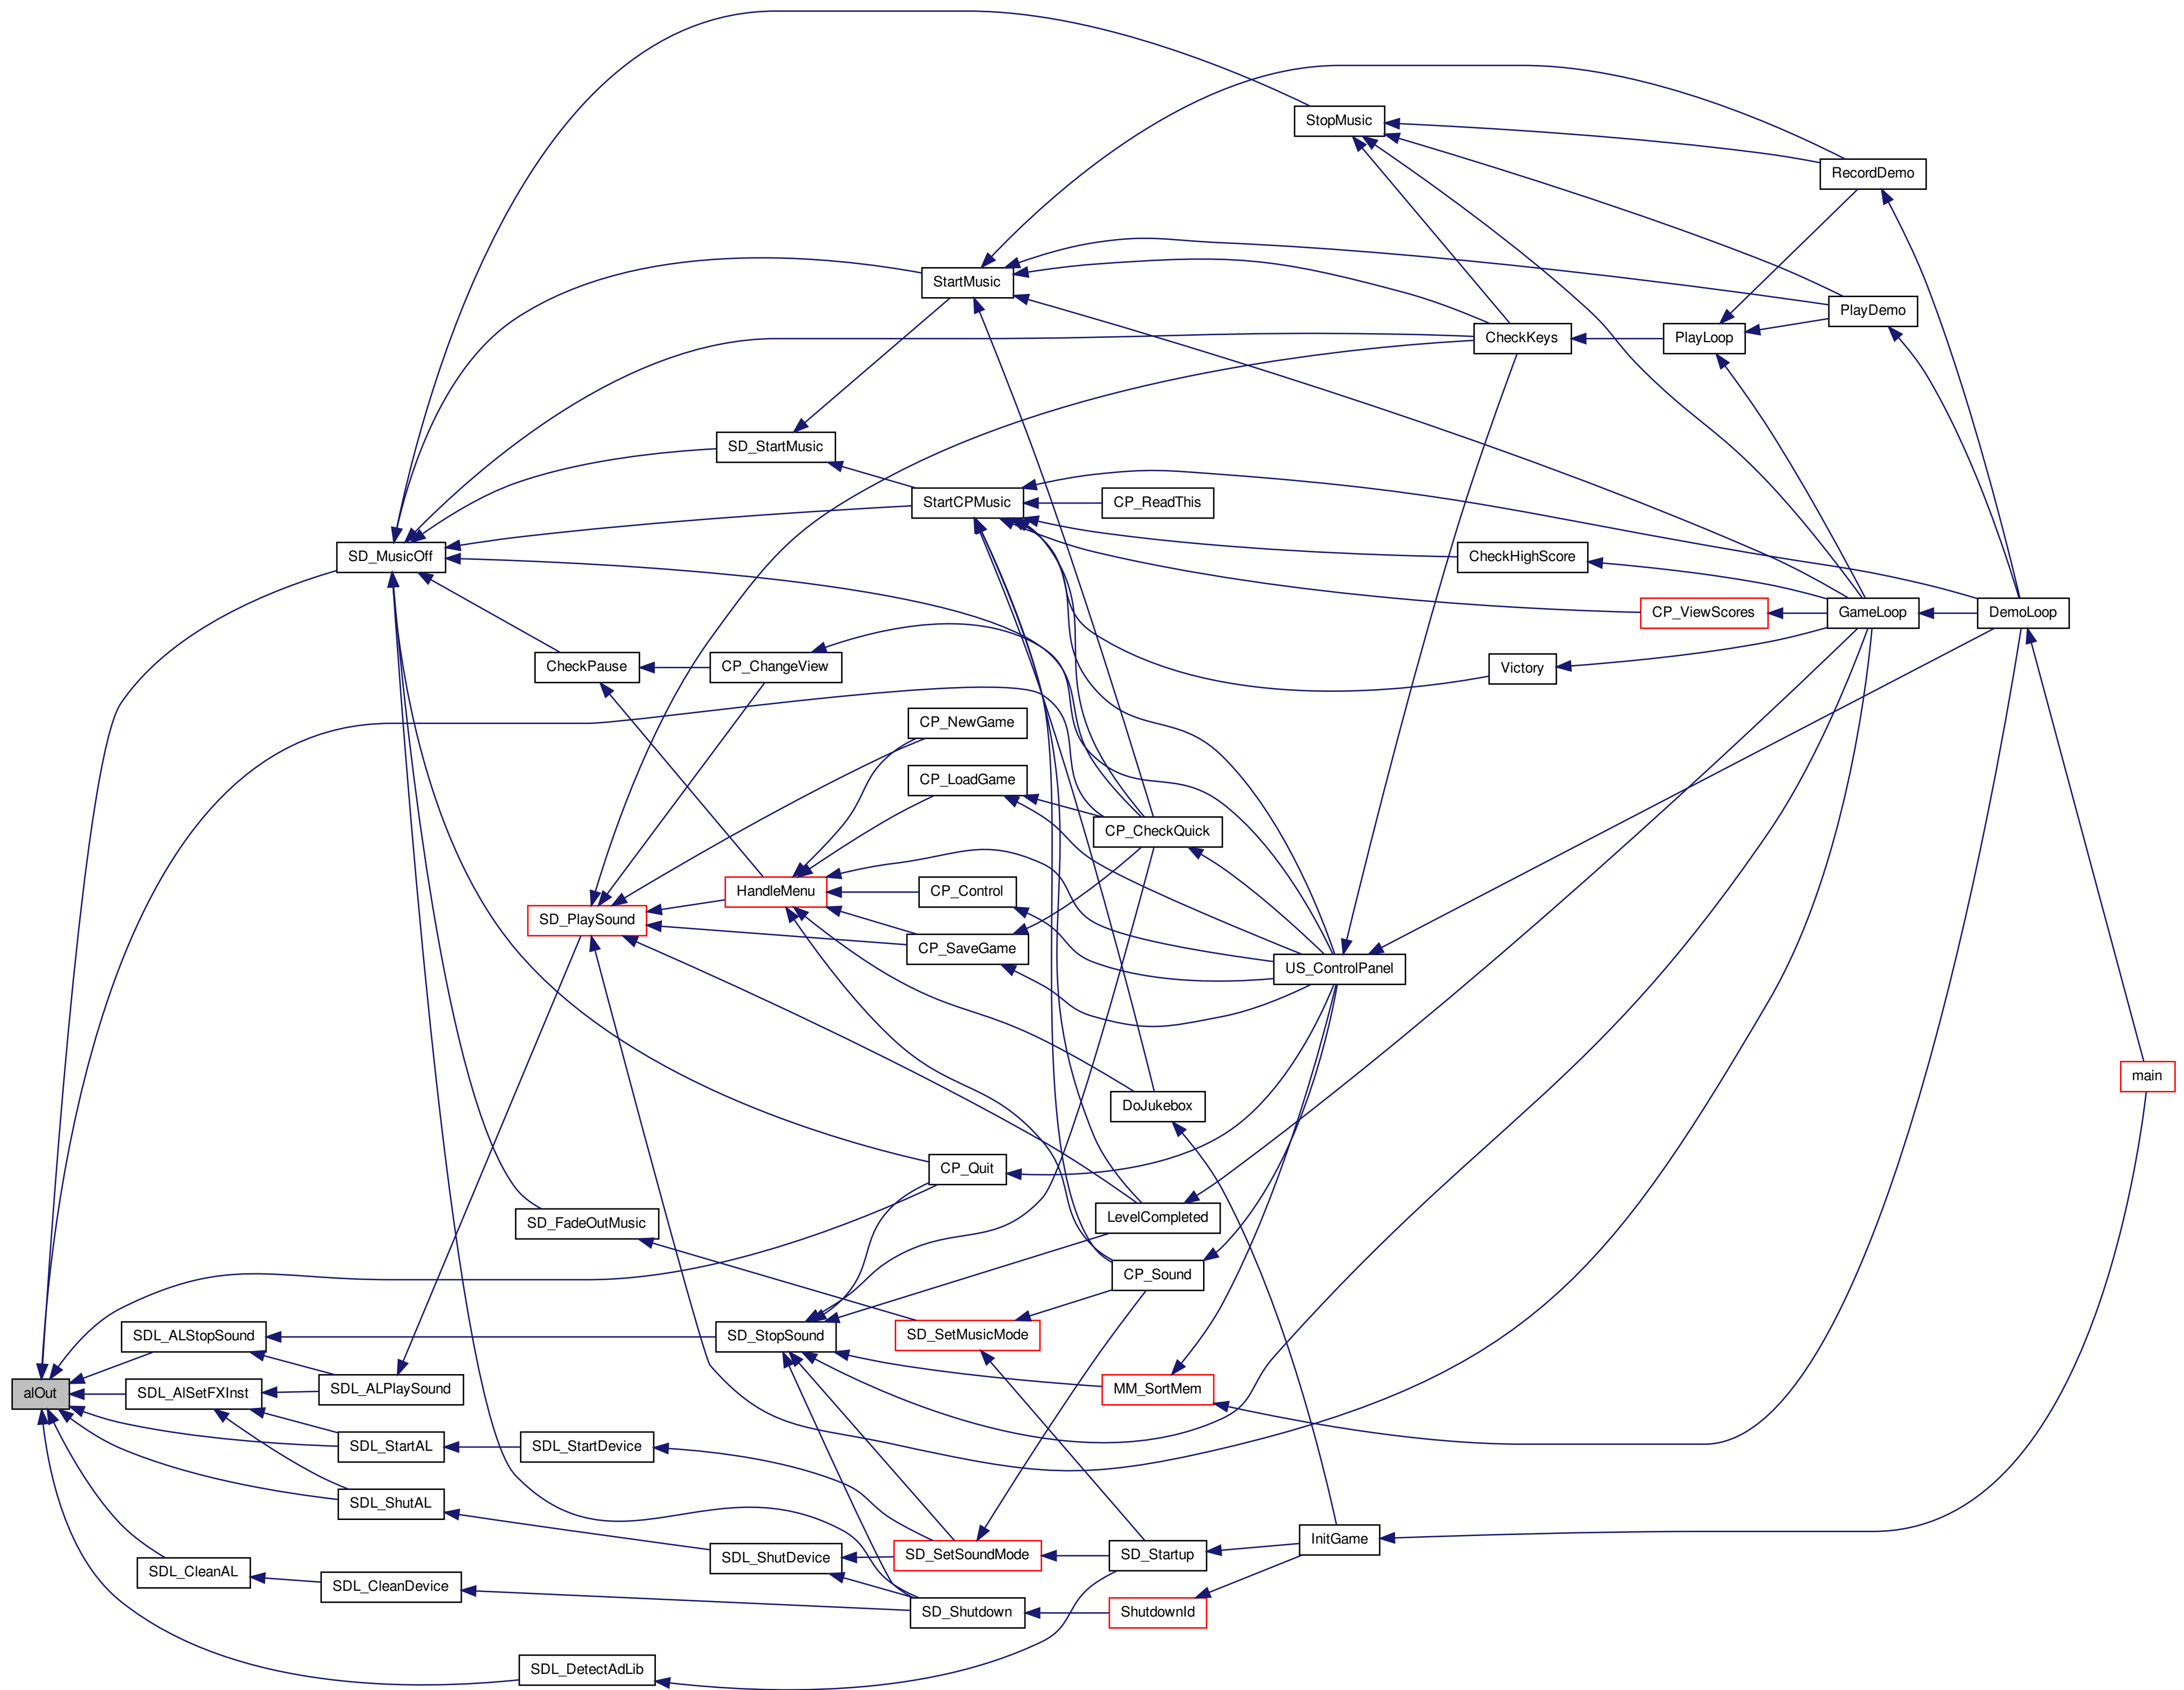 StopMusic
RecordDemo
StartMusic
PlayDemo
CheckKeys
PlayLoop
SD_StartMusic
StartCPMusic
CP_ReadThis
SD_MusicOff
CheckHighScore
CP_ViewScores
GameLoop
DemoLoop
CheckPause
CP_ChangeView
Victory
CP_NewGame
CP_LoadGame
CP_CheckQuick
HandleMenu
CP_Control
SD_PlaySound
CP_SaveGame
US_ControlPanel
main
DoJukebox
CP_Quit
SD_FadeOutMusic
LevelCompleted
CP_Sound
SDL_ALStopSound
SD_StopSound
SD_SetMusicMode
alOut
SDL_AlSetFXInst
SDL_ALPlaySound
MM_SortMem
SDL_StartAL
SDL_StartDevice
SDL_ShutAL
InitGame
SDL_ShutDevice
SD_SetSoundMode
SD_Startup
SDL_CleanAL
SDL_CleanDevice
SD_Shutdown
ShutdownId
SDL_DetectAdLib